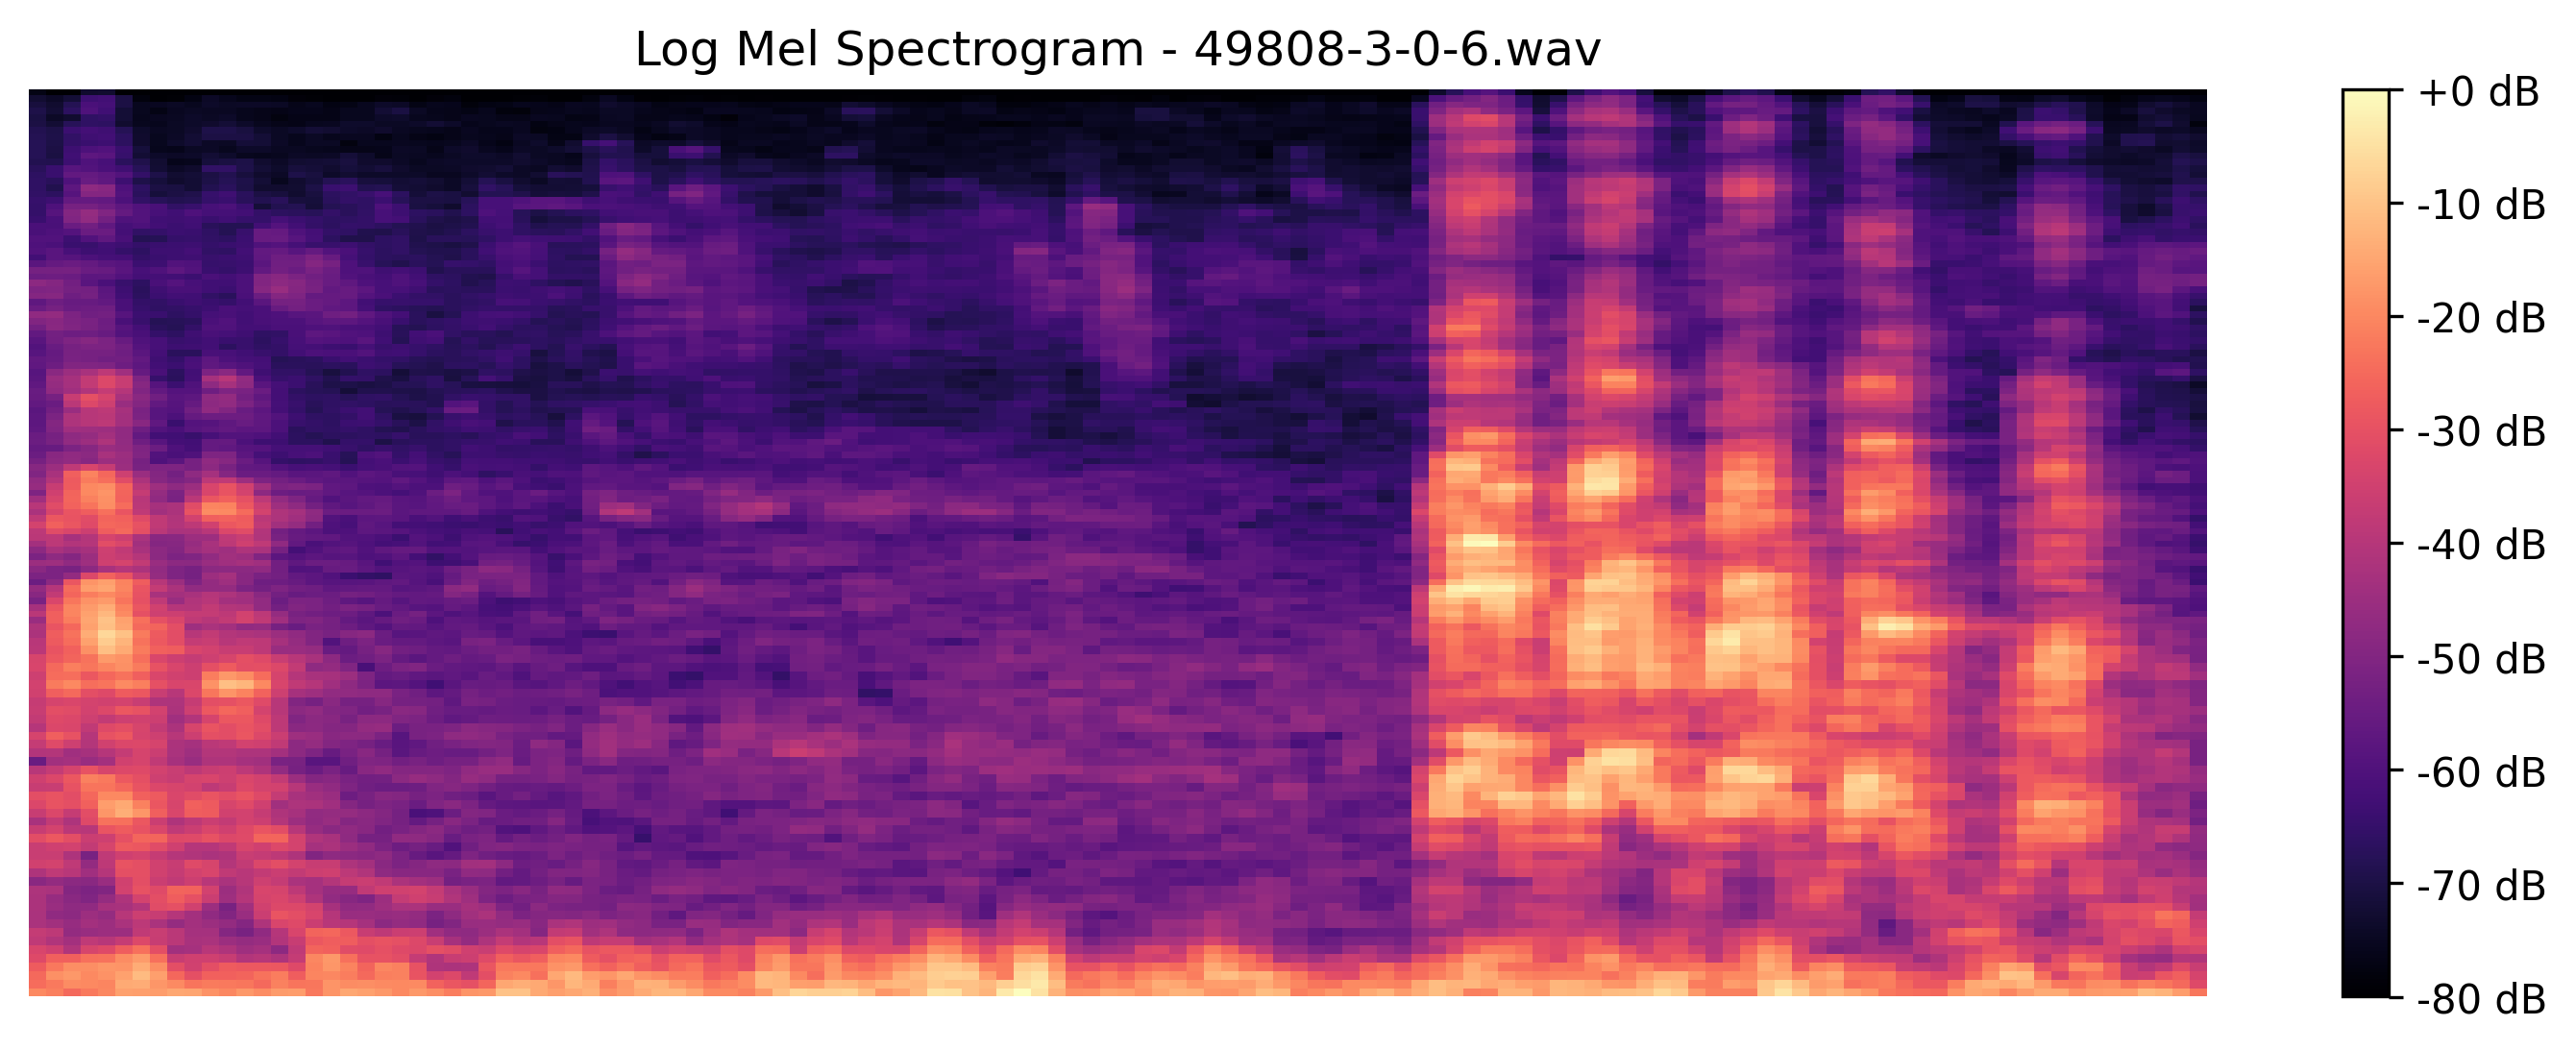 Log Mel Spectrogram - 49808-3-0-6.wav
+0 dB
-10 dB
-20 dB
-30 dB
-40 dB
-50 dB
-60 dB
-70 dB
-80 dB